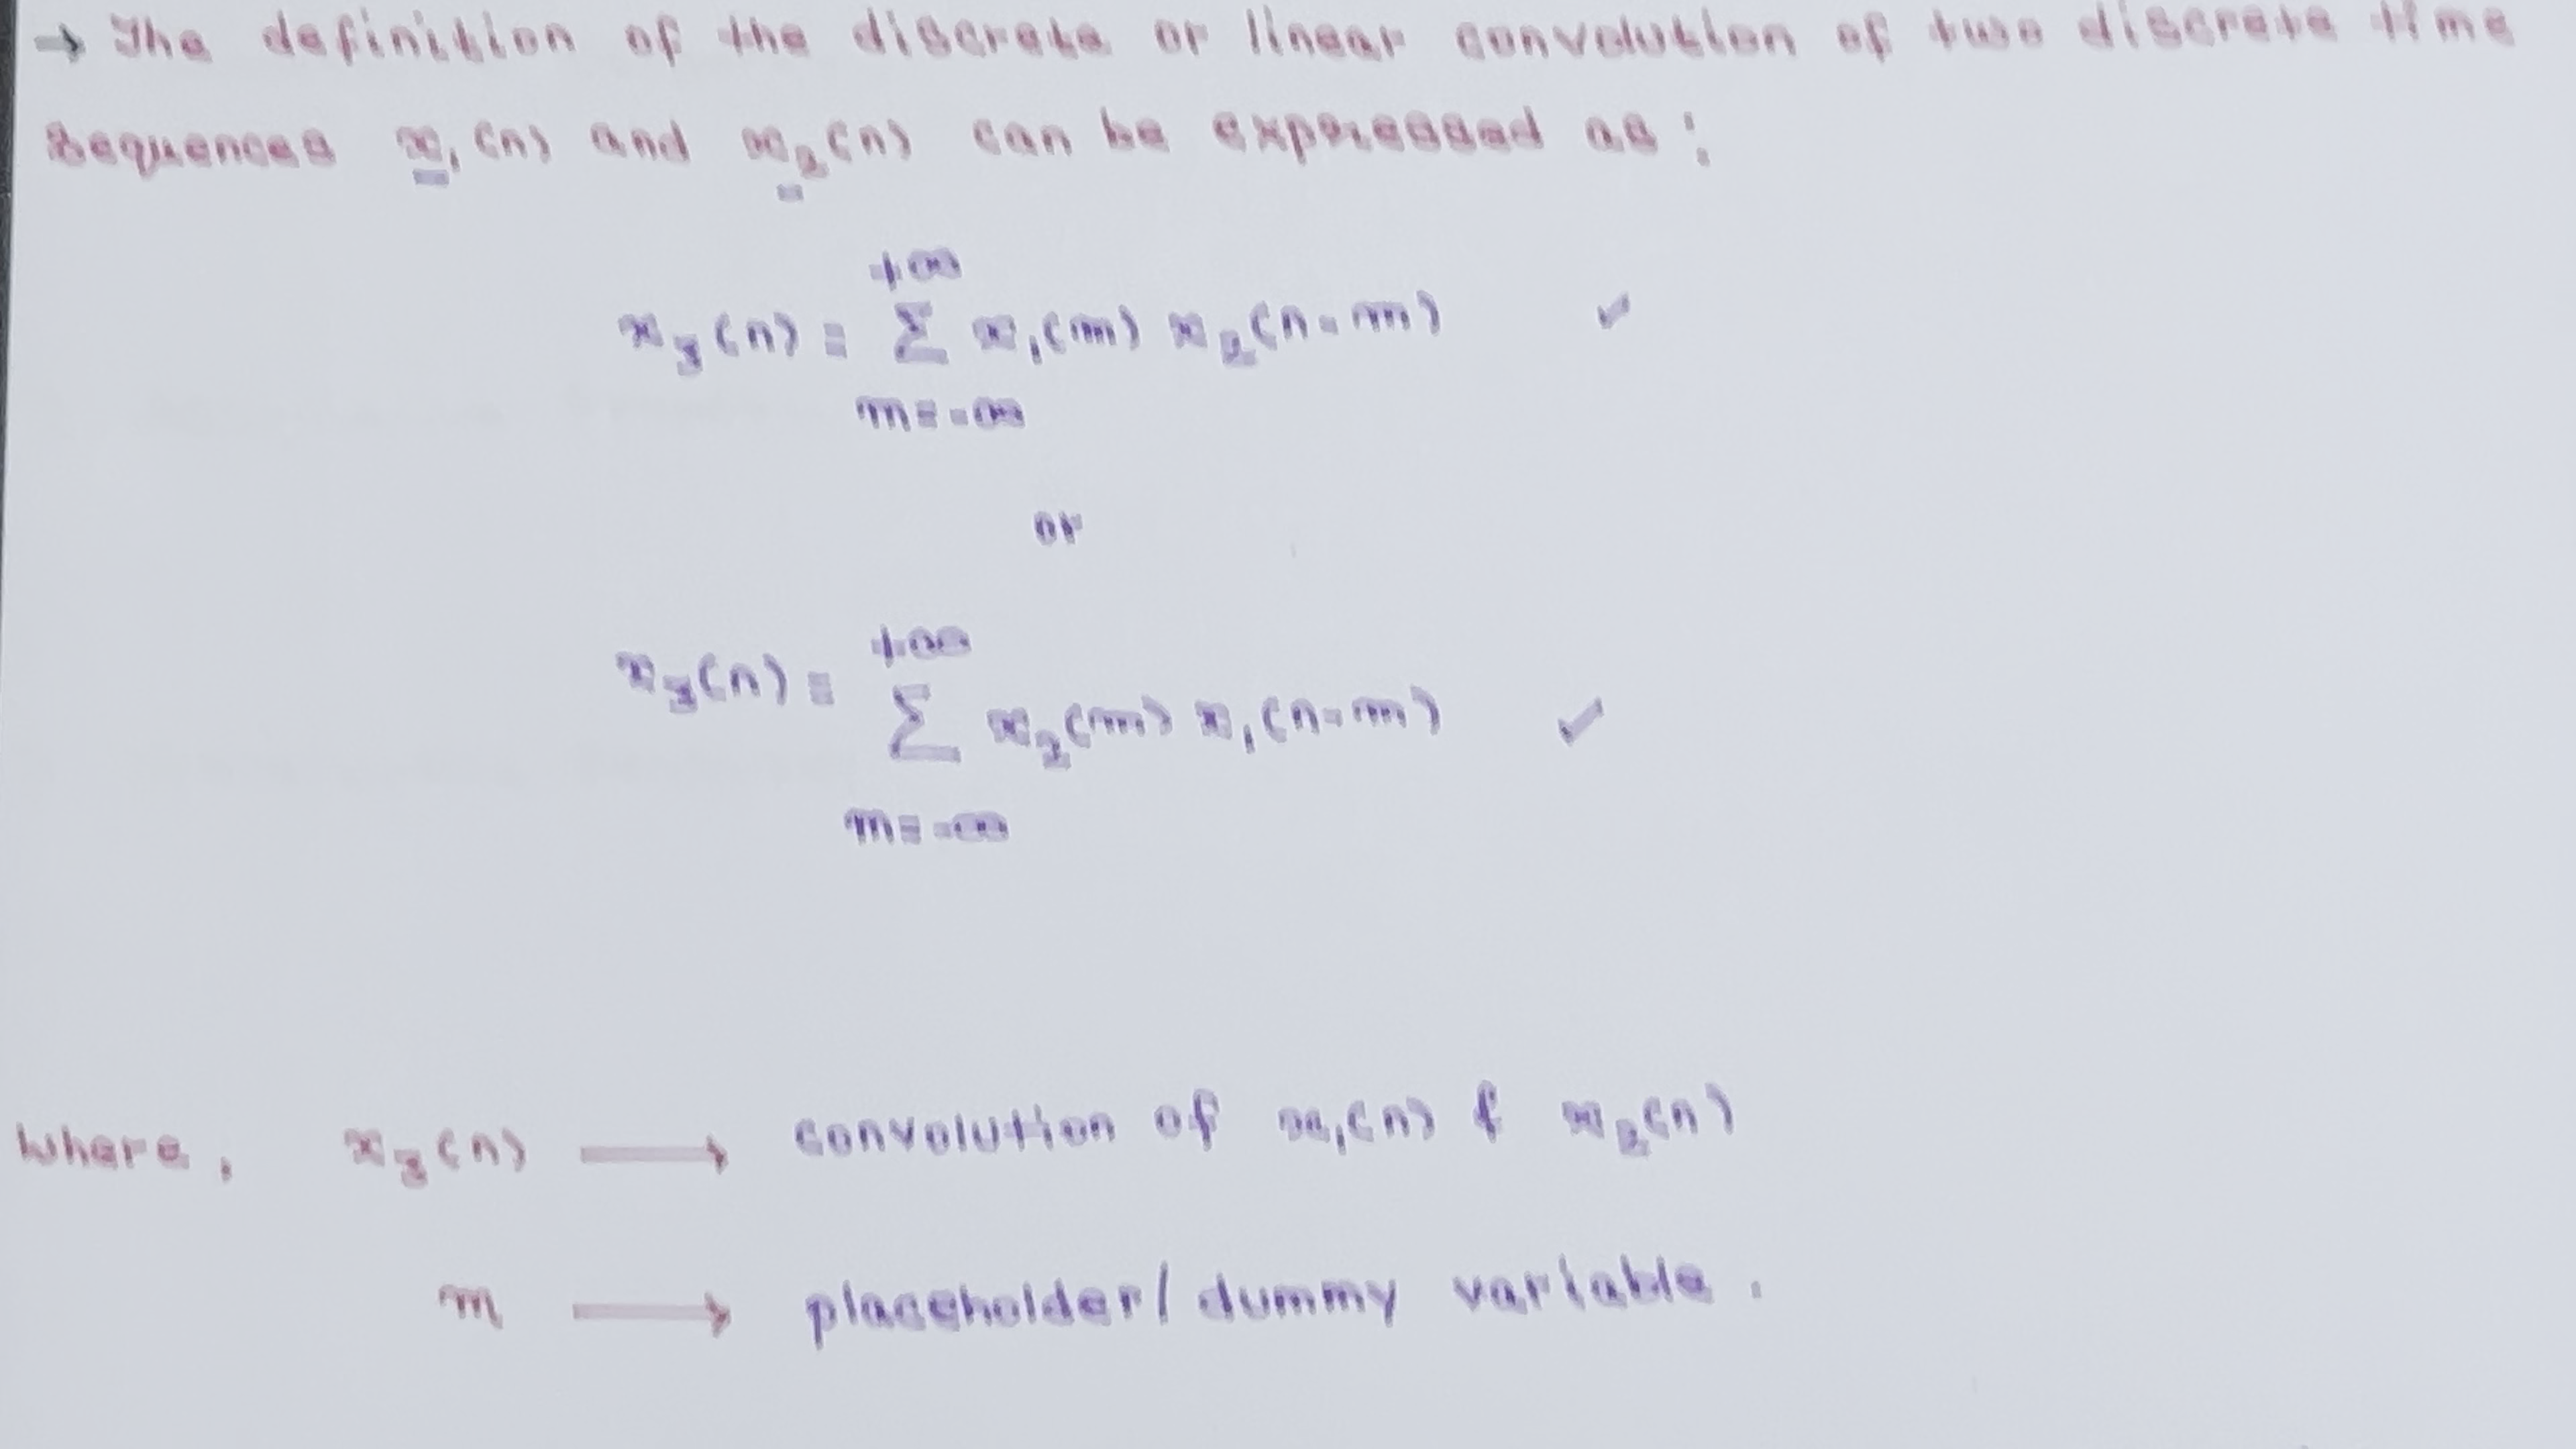 → The definition of the discrete or linear convolution of two discrete time
sequences x₁(n) and x₂(n) can be expressed as :
+∞
x₃(n) = Σ x₁(m) x₂(n-m) ✓
m=-∞
or
+∞
x₃(n) = Σ x₂(m) x₁(n-m) ✓
m=-∞
where, x₃(n) ⟶ convolution of x₁(n) & x₂(n)
m ⟶ placeholder/dummy variable.